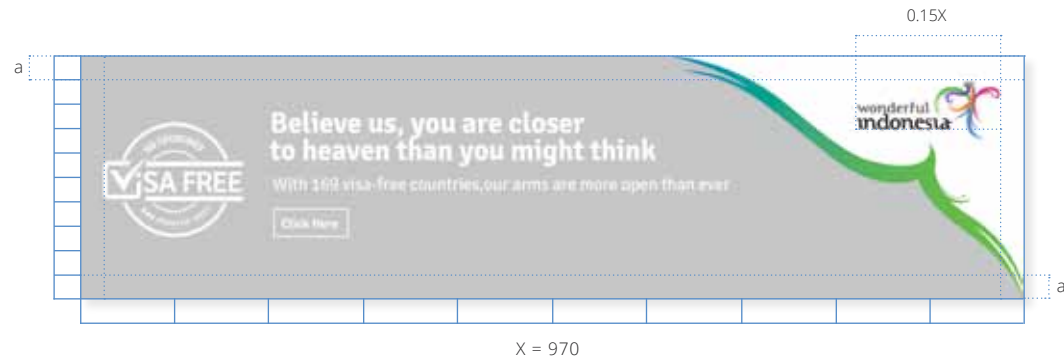 0.15X
a
wonderful
indonesia
Believe us, you are closer
to heaven than you might think
VISA FREE
With 169 visa-free countries,our arms are more open than ever
Click Here
a
X = 970